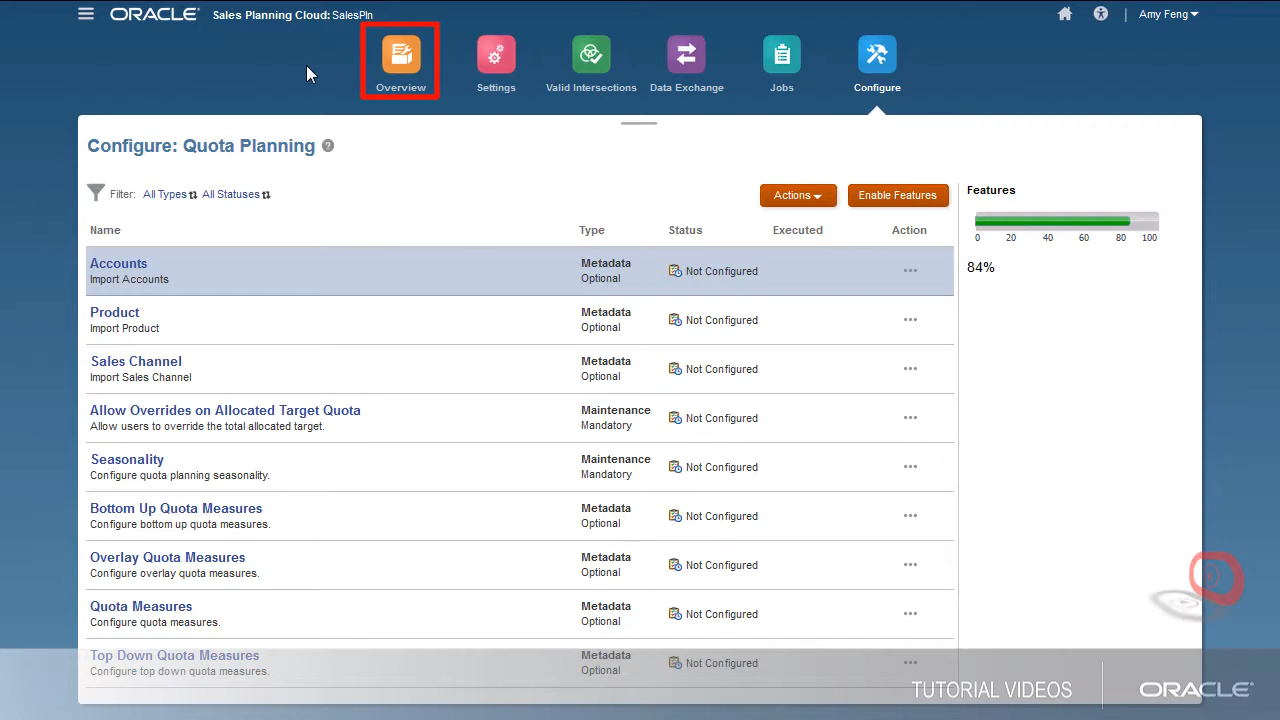 ORACLE Sales Planning Cloud: SalesPln Amy Feng
Overview Settings Valid Intersections Data Exchange Jobs Configure
Configure: Quota Planning ?
Filter: All Types All Statuses Actions Enable Features Features
Name Type Status Executed Action
0 20 40 60 80 100
84%
Accounts Metadata Not Configured
Import Accounts Optional
Product Metadata Not Configured
Import Product Optional
Sales Channel Metadata Not Configured
Import Sales Channel Optional
Allow Overrides on Allocated Target Quota Maintenance Not Configured
Allow users to override the total allocated target. Mandatory
Seasonality Maintenance Not Configured
Configure quota planning seasonality. Mandatory
Bottom Up Quota Measures Metadata Not Configured
Configure bottom up quota measures. Optional
Overlay Quota Measures Metadata Not Configured
Configure overlay quota measures. Optional
Quota Measures Metadata Not Configured
Configure quota measures. Optional
Top Down Quota Measures Metadata Not Configured
Configure top down quota measures. Optional
TUTORIAL VIDEOS ORACLE